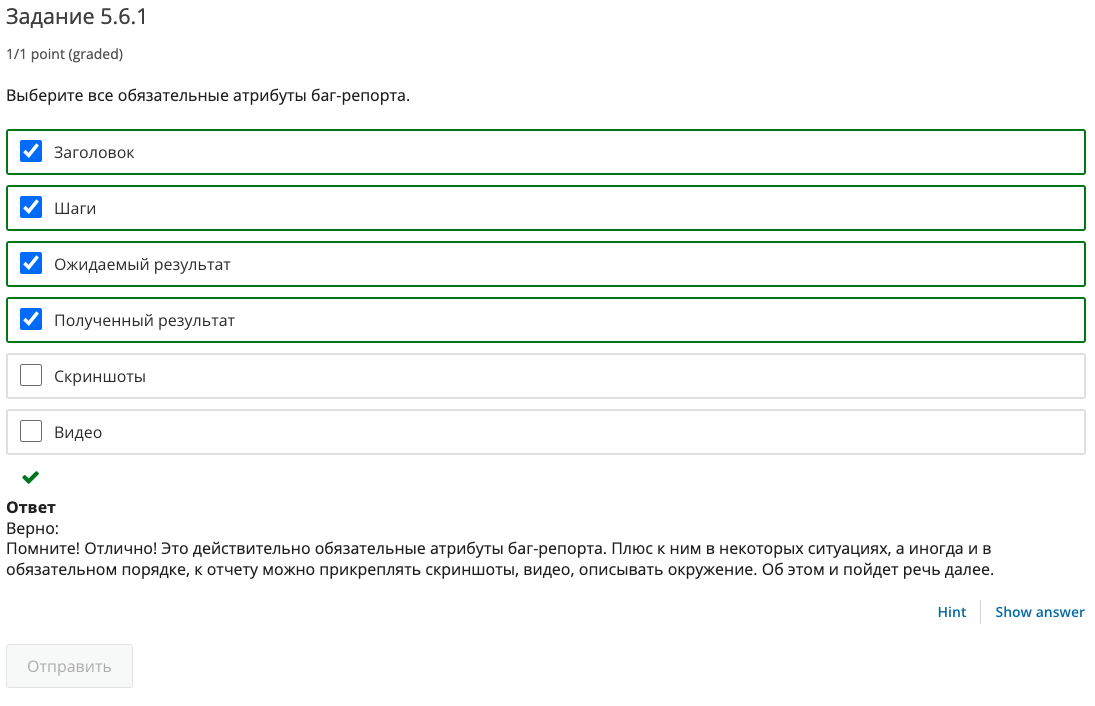 Задание 5.6.1
1/1 point (graded)
Выберите все обязательные атрибуты баг-репорта.
Заголовок
Шаги
Ожидаемый результат
Полученный результат
Скриншоты
Видео
Ответ
Верно:
Помните! Отлично! Это действительно обязательные атрибуты баг-репорта. Плюс к ним в некоторых ситуациях, а иногда и в
обязательном порядке, к отчету можно прикреплять скриншоты, видео, описывать окружение. Об этом и пойдет речь далее.
Hint
Show answer
Отправить